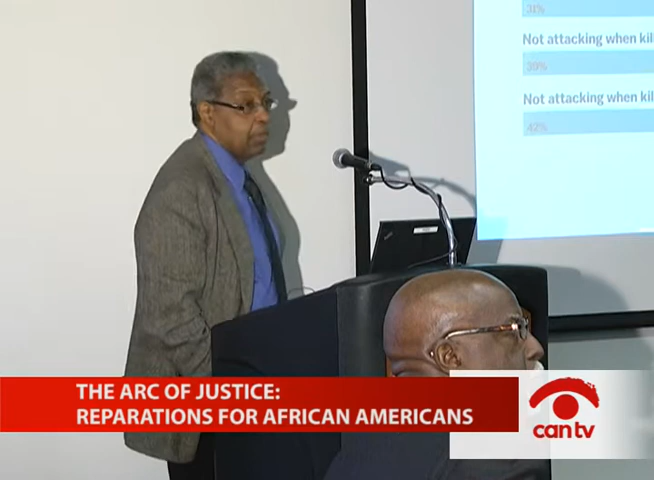 31%
Not attacking when kil
39%
Not attacking when kil
42%
THE ARC OF JUSTICE:
REPARATIONS FOR AFRICAN AMERICANS
can tv